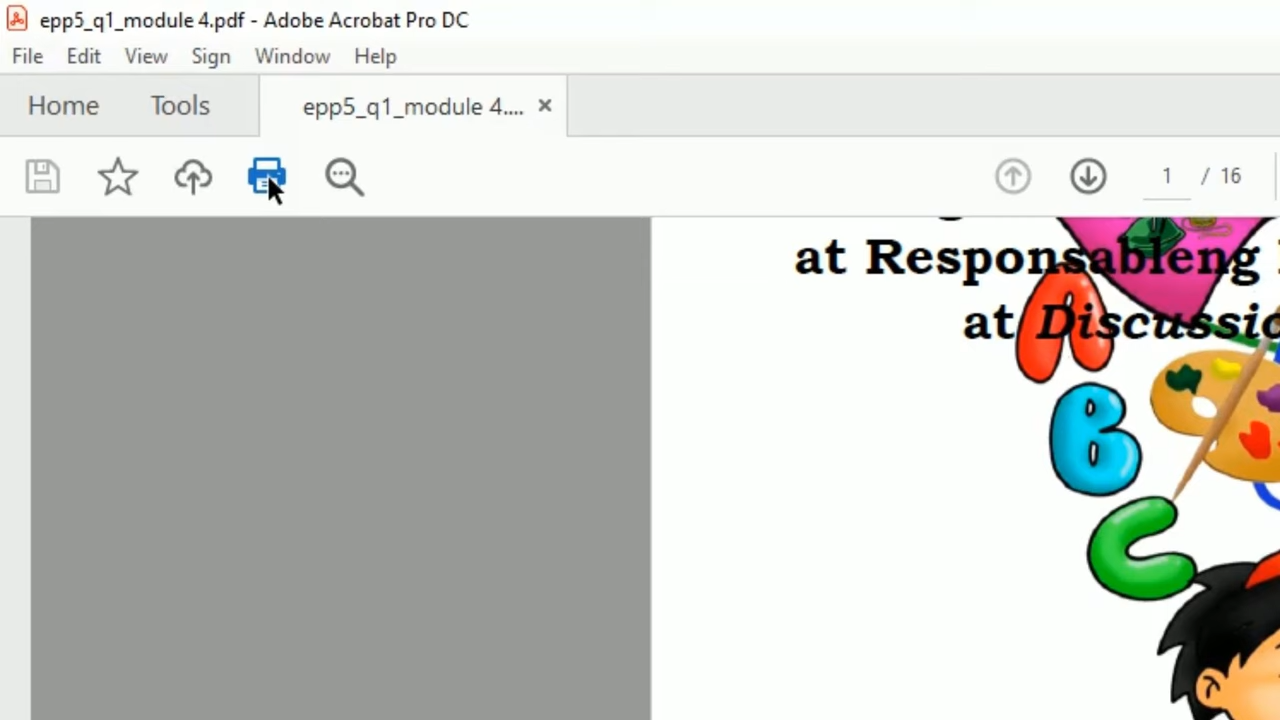 epp5_q1_module 4.pdf - Adobe Acrobat Pro DC
File Edit View Sign Window Help
Home Tools epp5_q1_module 4.... ×
1 / 16
at Responsableng
at Discussio
A
B
C